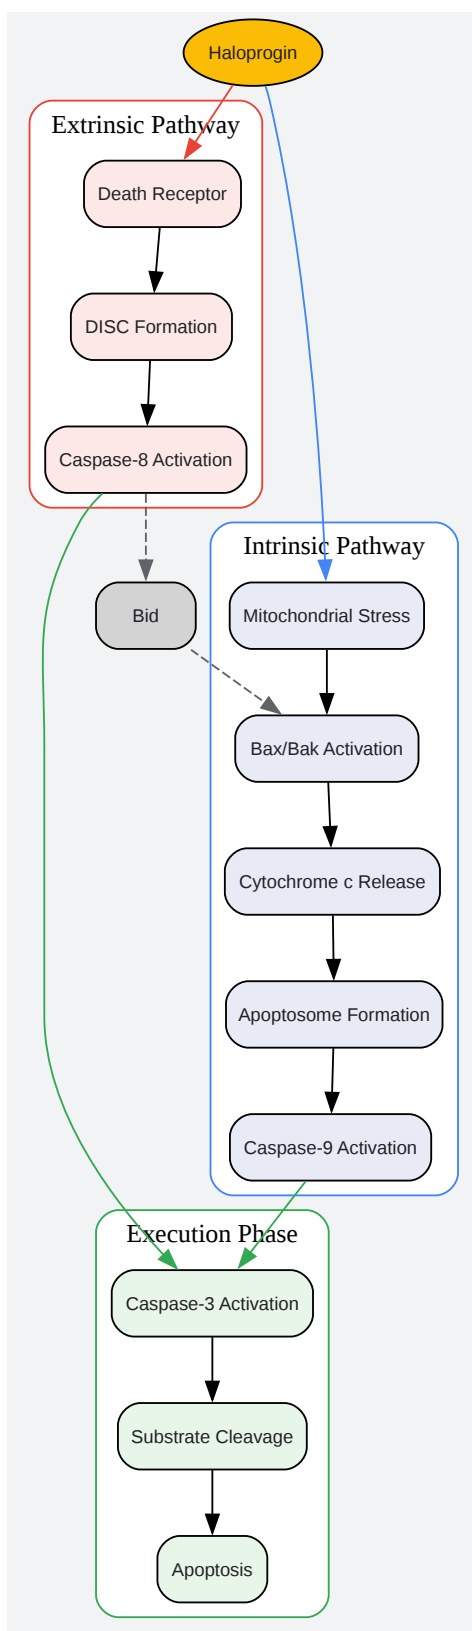 Haloprogin
Extrinsic Pathway
Death Receptor
DISC Formation
Caspase-8 Activation
Bid
Intrinsic Pathway
Mitochondrial Stress
Bax/Bak Activation
Cytochrome c Release
Apoptosome Formation
Caspase-9 Activation
Execution Phase
Caspase-3 Activation
Substrate Cleavage
Apoptosis